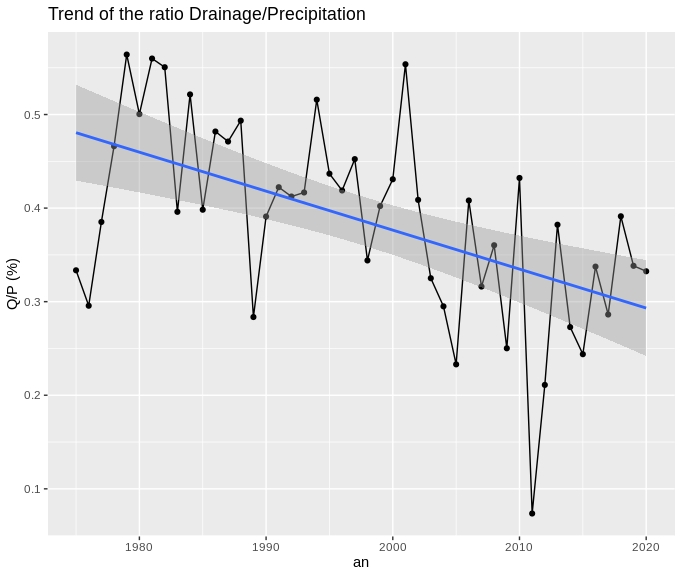 Trend of the ratio Drainage/Precipitation
Q/P (%)
0.5
0.4
0.3
0.2
0.1
1980 1990 2000 2010 2020
an